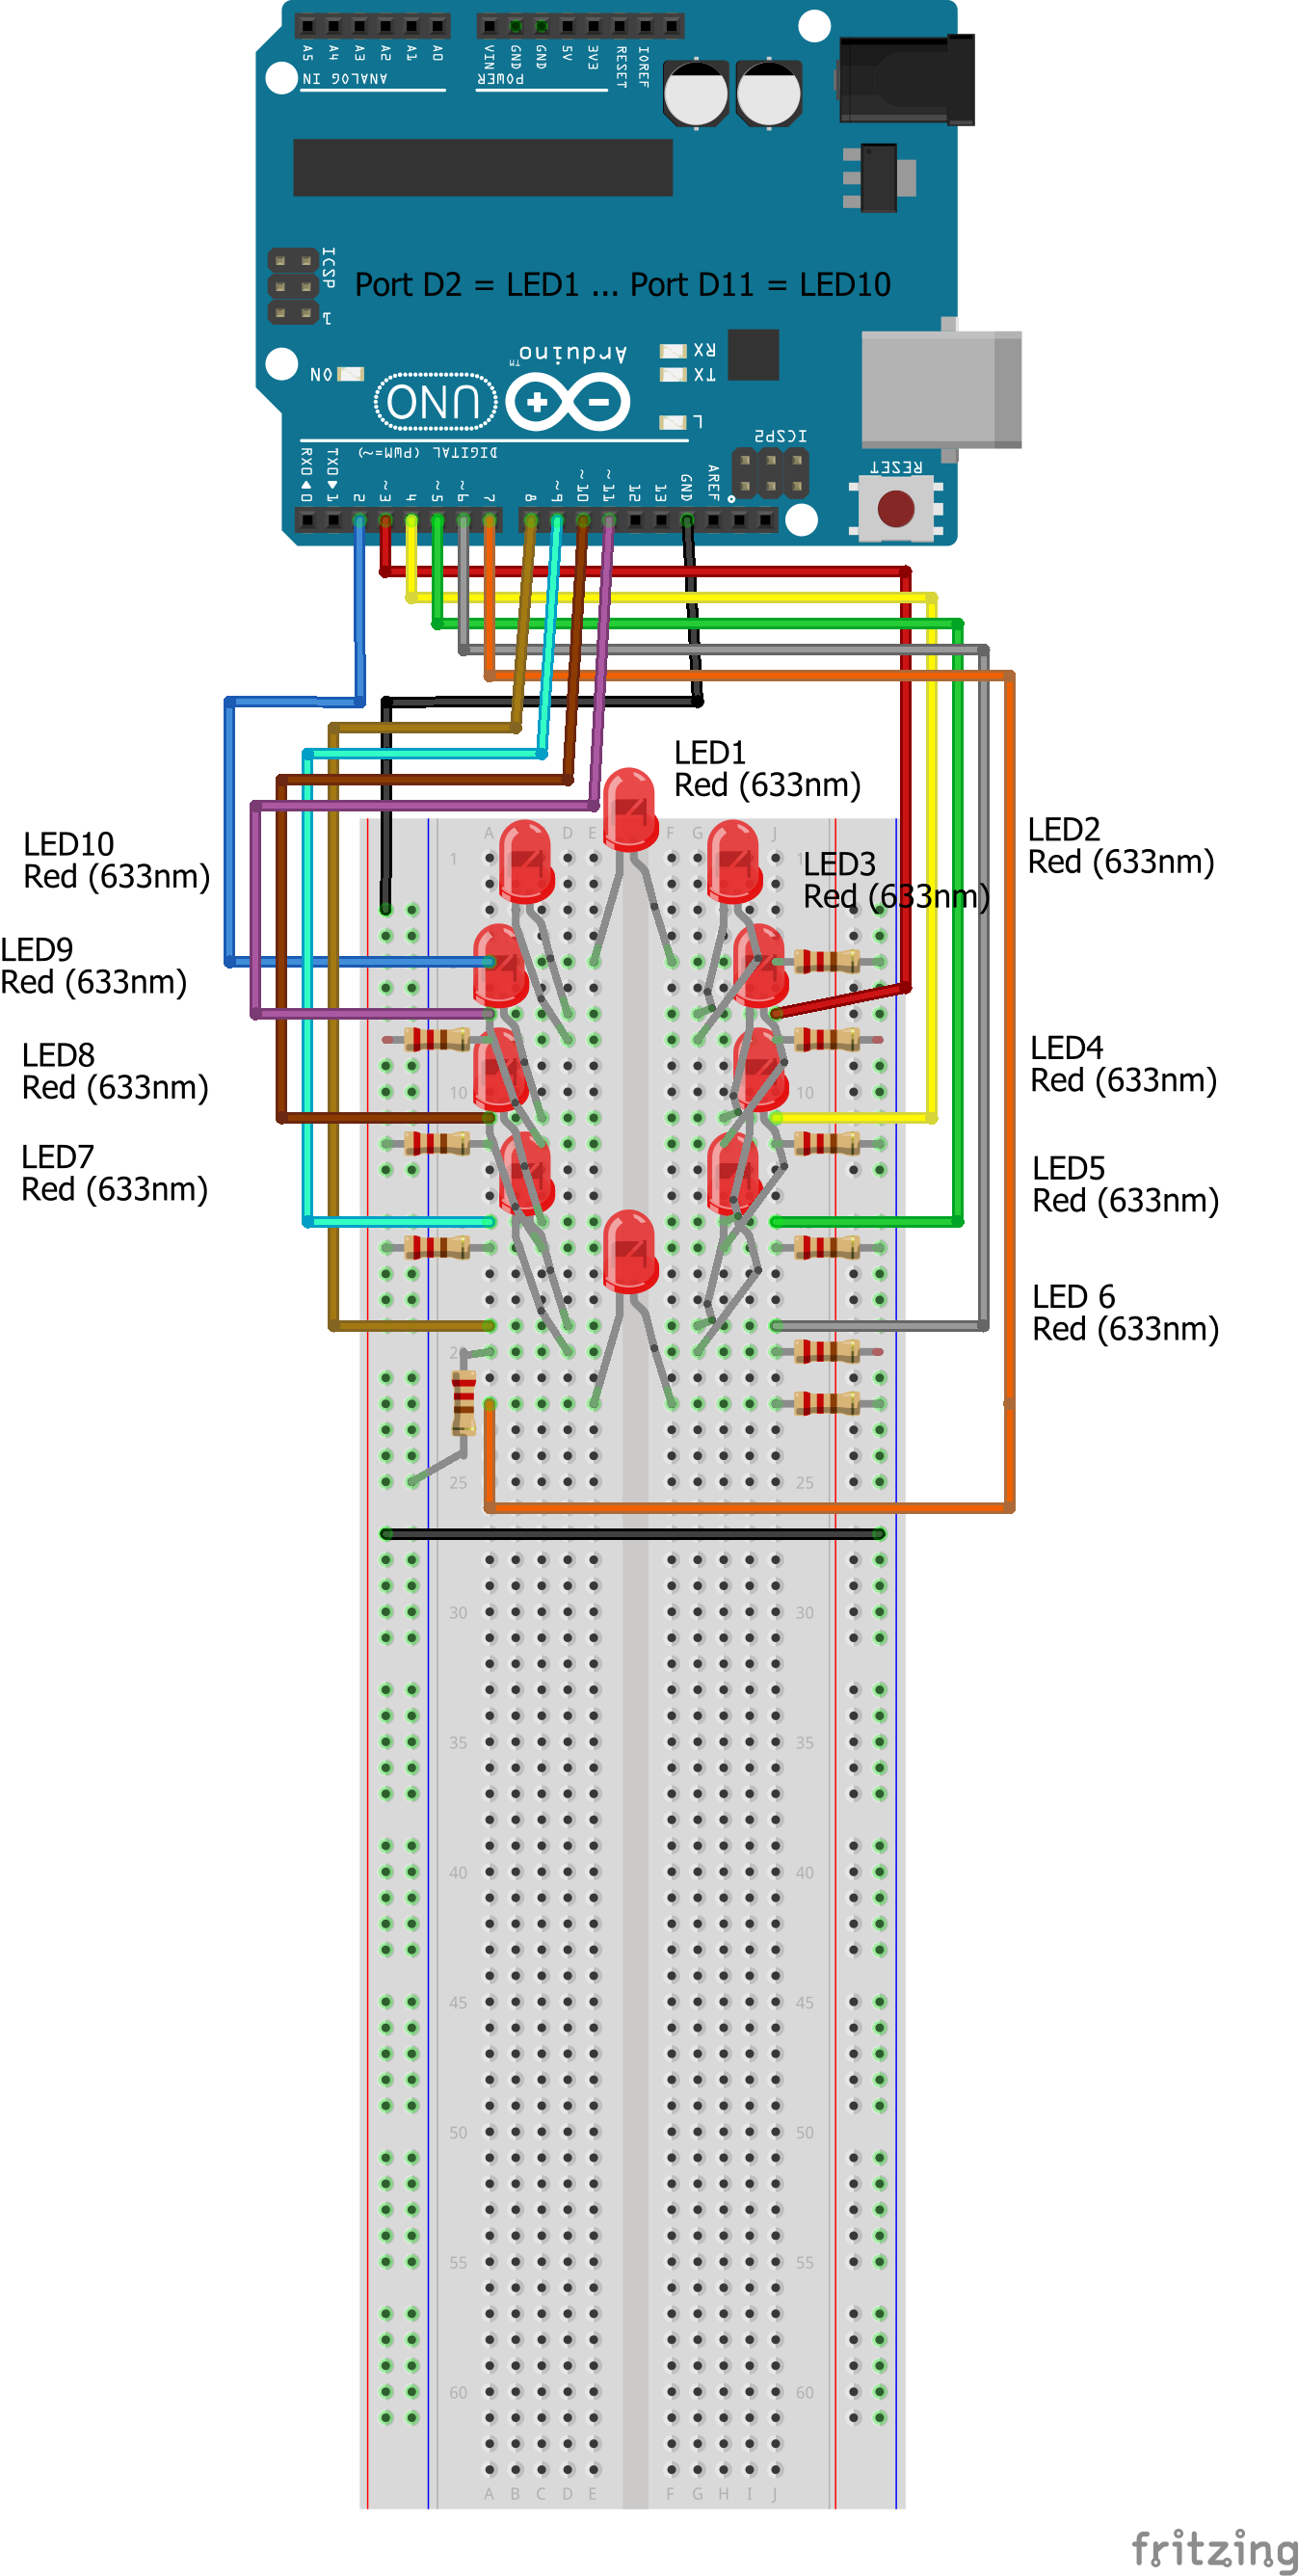 A5 A4 A3 A2 A1 A0
VIN GND GND 5V 3V3 RESET IOREF
ANALOG IN
POWER
ICSP
1
Port D2 = LED1 ... Port D11 = LED10
Arduino™
RX
TX
ON
UNO
L
ICSP2
DIGITAL (PWM=~)
RESET
RX0◀0 TX0▶1 2 ~3 4 ~5 ~6 7 8 ~9 ~10 ~11 12 13 GND AREF
LED1
Red (633nm)
LED2
Red (633nm)
LED10
Red (633nm)
LED3
Red (633nm)
LED9
Red (633nm)
LED4
Red (633nm)
LED8
Red (633nm)
LED7
Red (633nm)
LED5
Red (633nm)
LED 6
Red (633nm)
A D E F G J
1
10 10
25 25
30 30
35 35
40 40
45 45
50 50
55 55
60 60
A B C D E F G H I J
fritzing